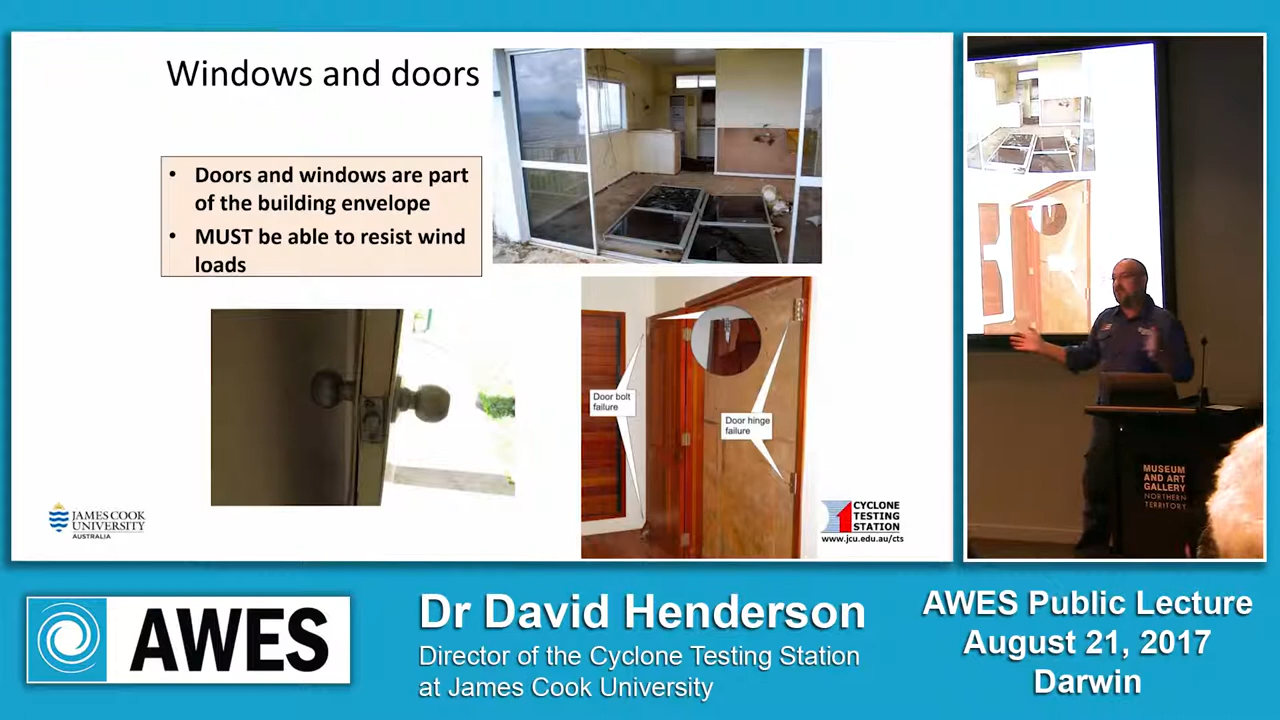 Windows and doors
• Doors and windows are part
of the building envelope
• MUST be able to resist wind
loads
Door bolt
failure
Door hinge
failure
JAMES COOK
UNIVERSITY
AUSTRALIA
CYCLONE
TESTING
STATION
www.jcu.edu.au/cts
MUSEUM
AND ART
GALLERY
NORTHERN
TERRITORY
AWES
Dr David Henderson
Director of the Cyclone Testing Station
at James Cook University
AWES Public Lecture
August 21, 2017
Darwin